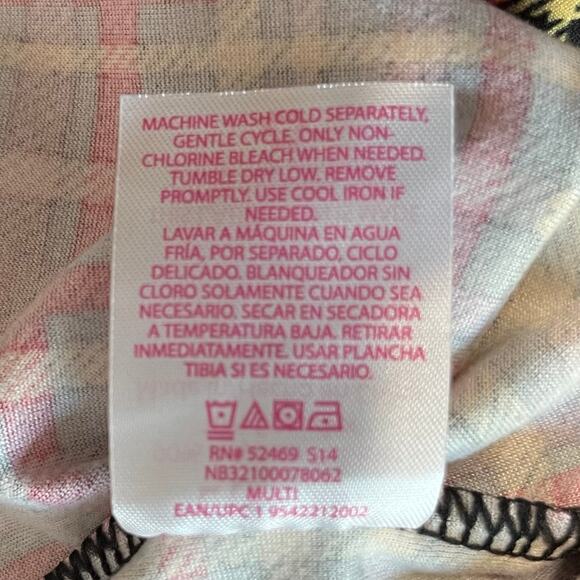 MACHINE WASH COLD SEPARATELY,
GENTLE CYCLE. ONLY NON-
CHLORINE BLEACH WHEN NEEDED.
TUMBLE DRY LOW. REMOVE
PROMPTLY. USE COOL IRON IF
NEEDED.
LAVAR A MÁQUINA EN AGUA
FRÍA, POR SEPARADO, CICLO
DELICADO. BLANQUEADOR SIN
CLORO SOLAMENTE CUANDO SEA
NECESARIO. SECAR EN SECADORA
A TEMPERATURA BAJA. RETIRAR
INMEDIATAMENTE. USAR PLANCHA
TIBIA SI ES NECESARIO.
RN# 52469 S14
NB32100078062
MULTI
EAN/UPC 1 9542212002